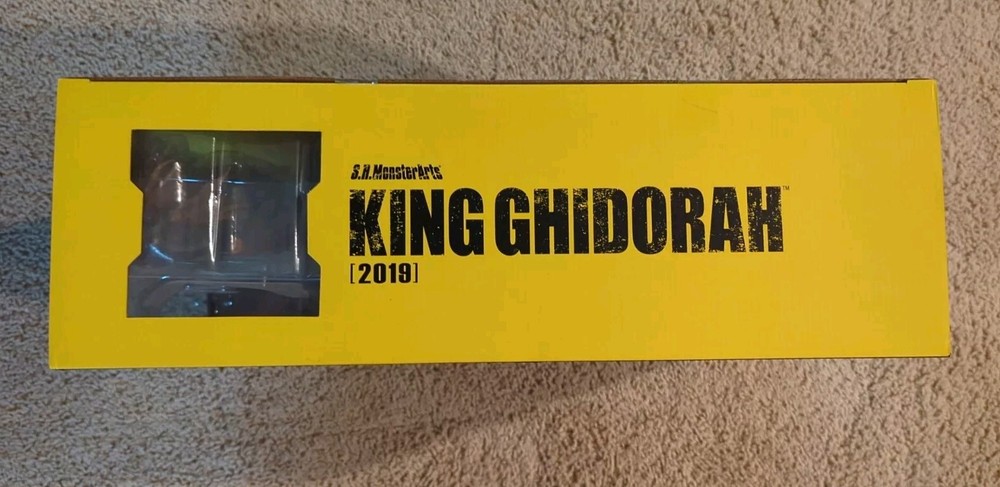 S.H.MonsterArts
KING GHIDORAH™
[2019]